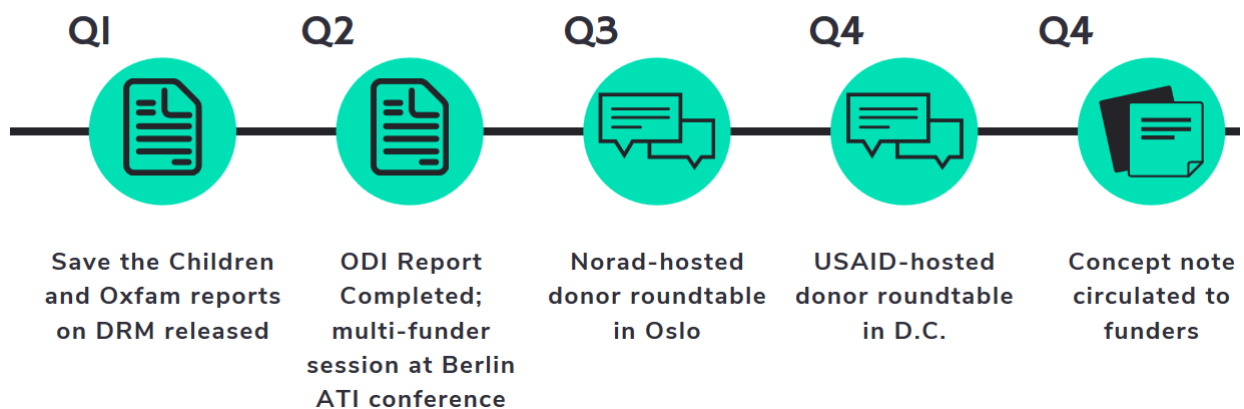 Q1
Q2
Q3
Q4
Q4
Save the Children
and Oxfam reports
on DRM released
ODI Report
Completed;
multi-funder
session at Berlin
ATI conference
Norad-hosted
donor roundtable
in Oslo
USAID-hosted
donor roundtable
in D.C.
Concept note
circulated to
funders